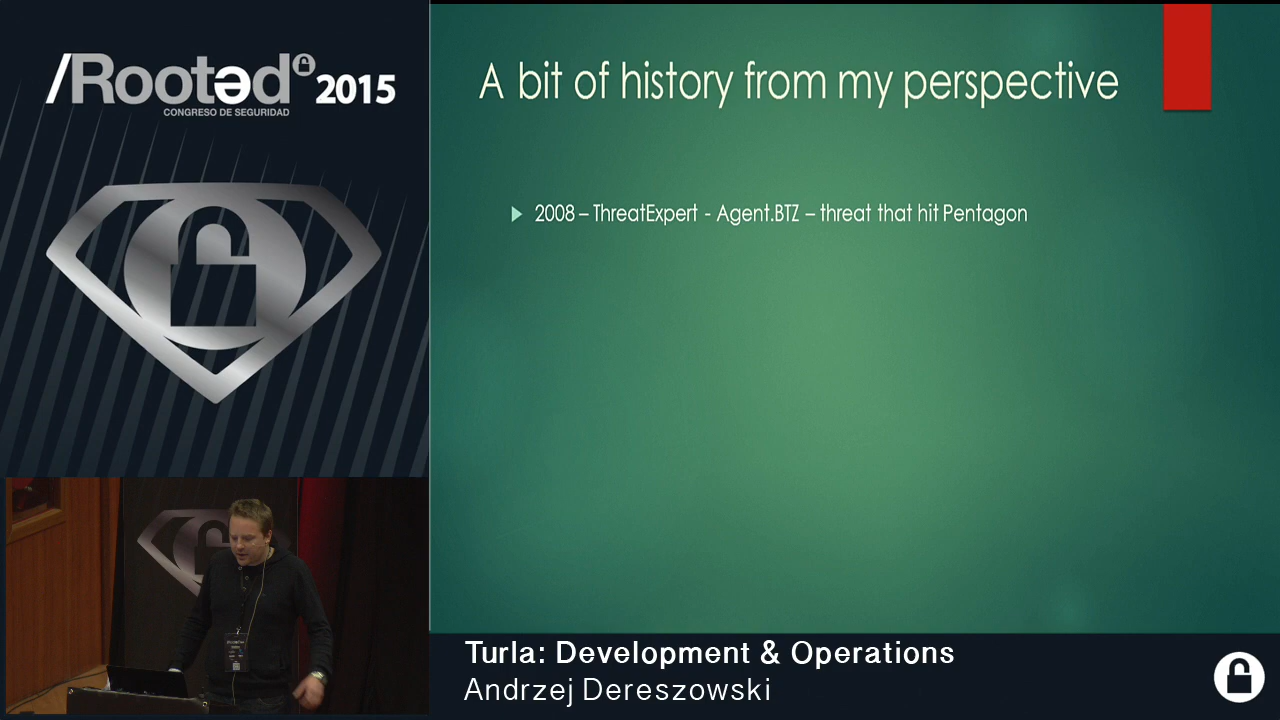 /Rootəd 2015
CONGRESO DE SEGURIDAD
A bit of history from my perspective
2008 – ThreatExpert - Agent.BTZ – threat that hit Pentagon
Turla: Development & Operations
Andrzej Dereszowski